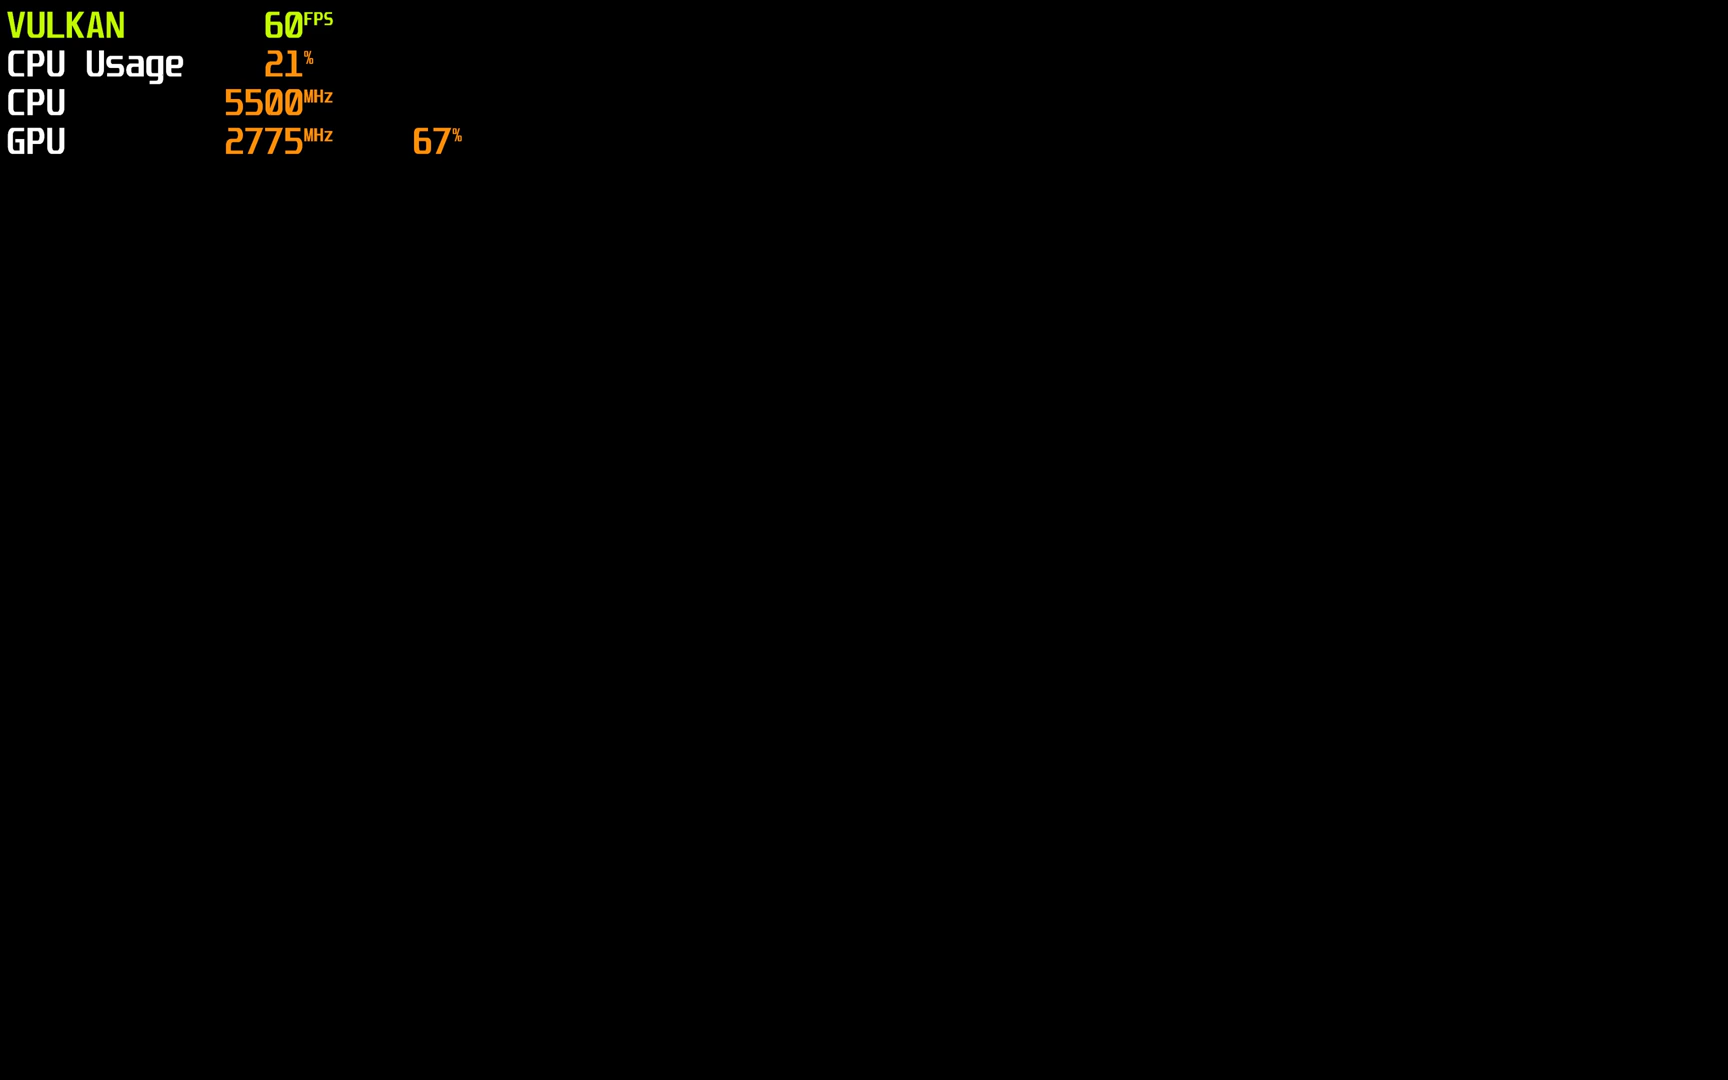 VULKAN 60FPS
CPU Usage 21%
CPU 5500MHz
GPU 2775MHz 67%